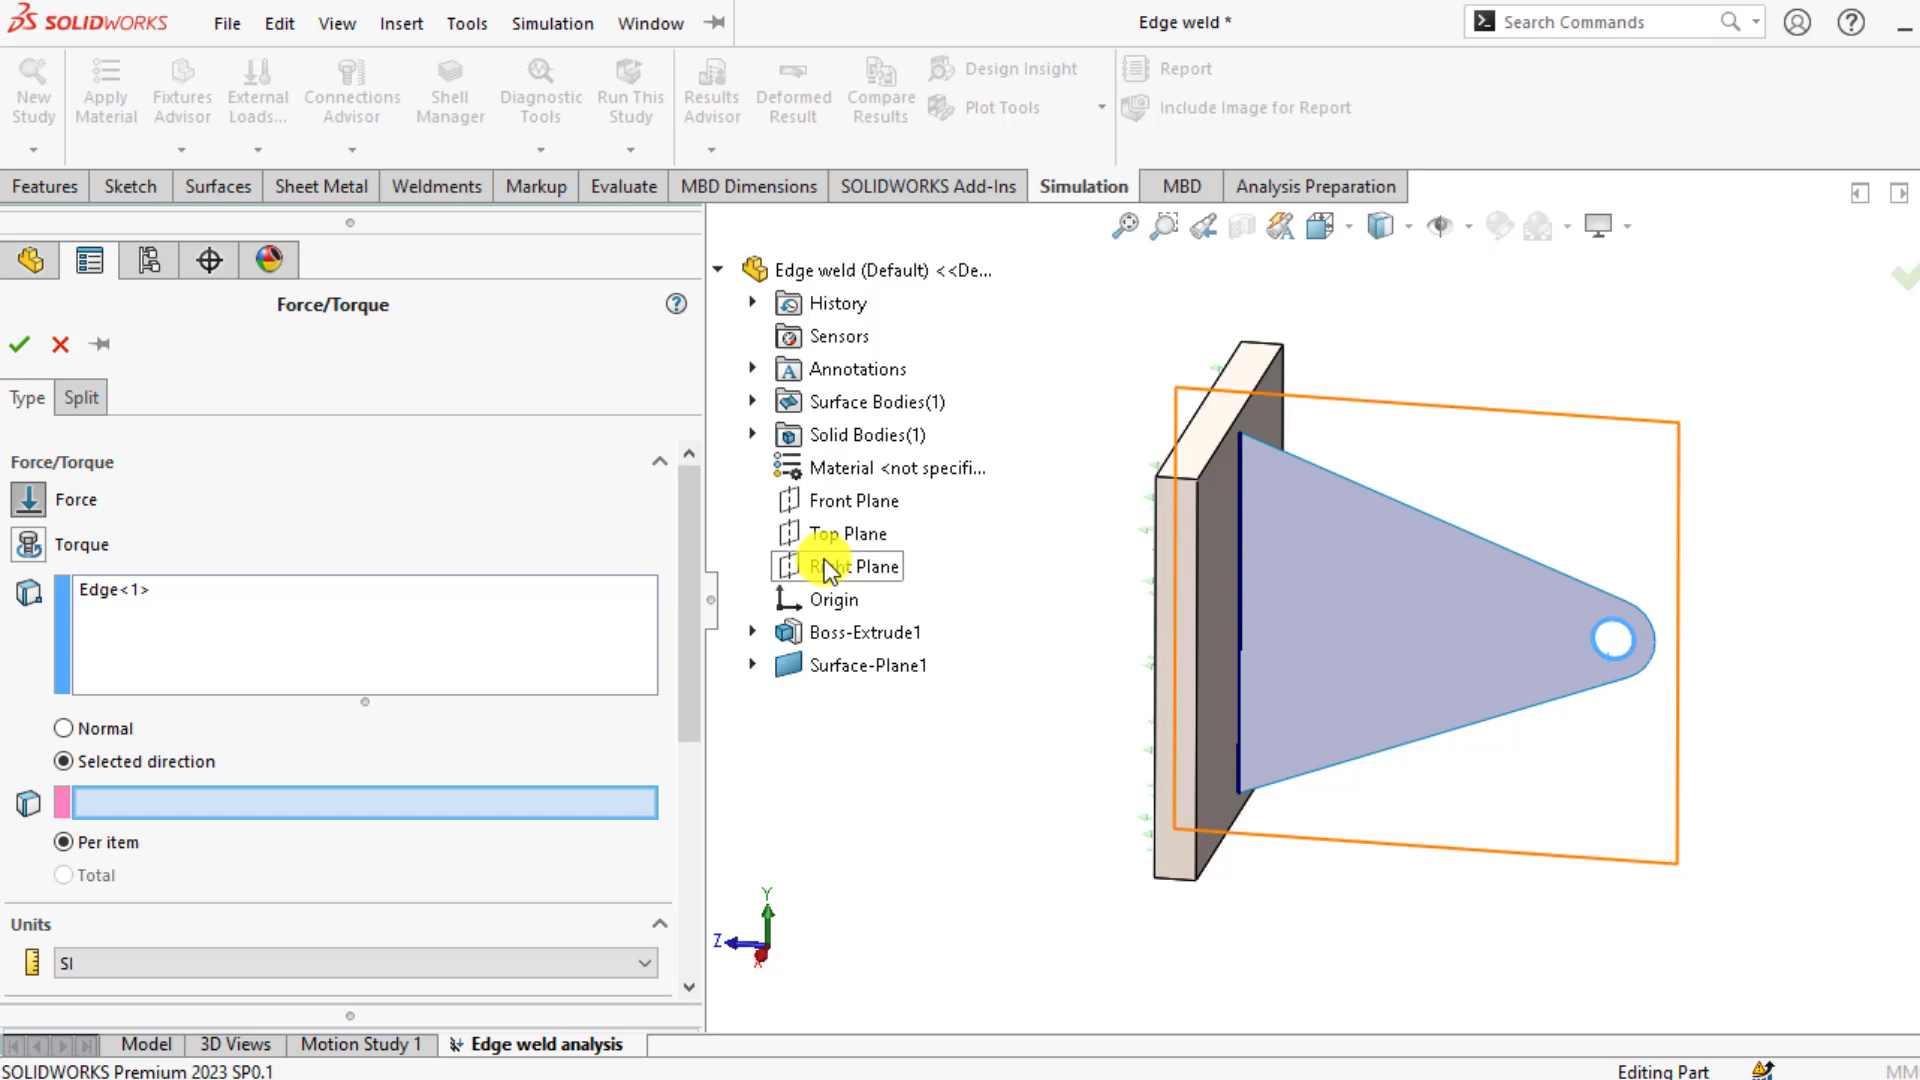 SOLIDWORKS File Edit View Insert Tools Simulation Window Edge weld * Search Commands
New Study Apply Material Fixtures Advisor External Loads... Connections Advisor Shell Manager Diagnostic Tools Run This Study Results Advisor Deformed Result Compare Results Design Insight Plot Tools Report Include Image for Report
Features Sketch Surfaces Sheet Metal Weldments Markup Evaluate MBD Dimensions SOLIDWORKS Add-Ins Simulation MBD Analysis Preparation
Force/Torque
Type Split
Force/Torque
Force
Torque
Edge<1>
Normal
Selected direction
Per item
Total
Units
SI
Edge weld (Default) <<De...
History
Sensors
Annotations
Surface Bodies(1)
Solid Bodies(1)
Material <not specifi...
Front Plane
Top Plane
Right Plane
Origin
Boss-Extrude1
Surface-Plane1
Y
Z
X
Model 3D Views Motion Study 1 Edge weld analysis
SOLIDWORKS Premium 2023 SP0.1 Editing Part MM